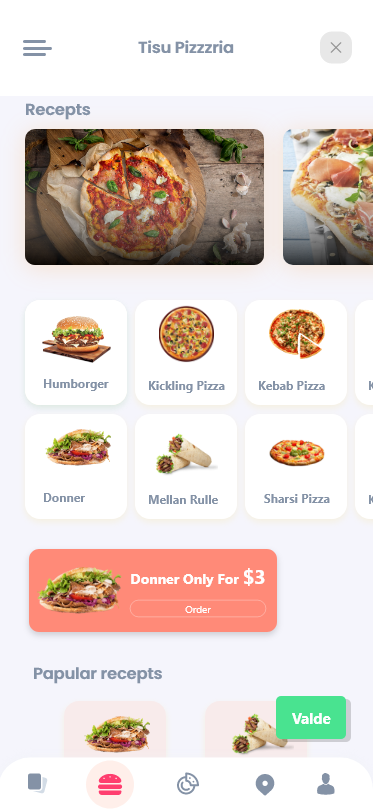 Tisu Pizzzria
Recepts
Humborger
Kickling Pizza
Kebab Pizza
Donner
Mellan Rulle
Sharsi Pizza
Donner Only For $3
Order
Papular recepts
Valde